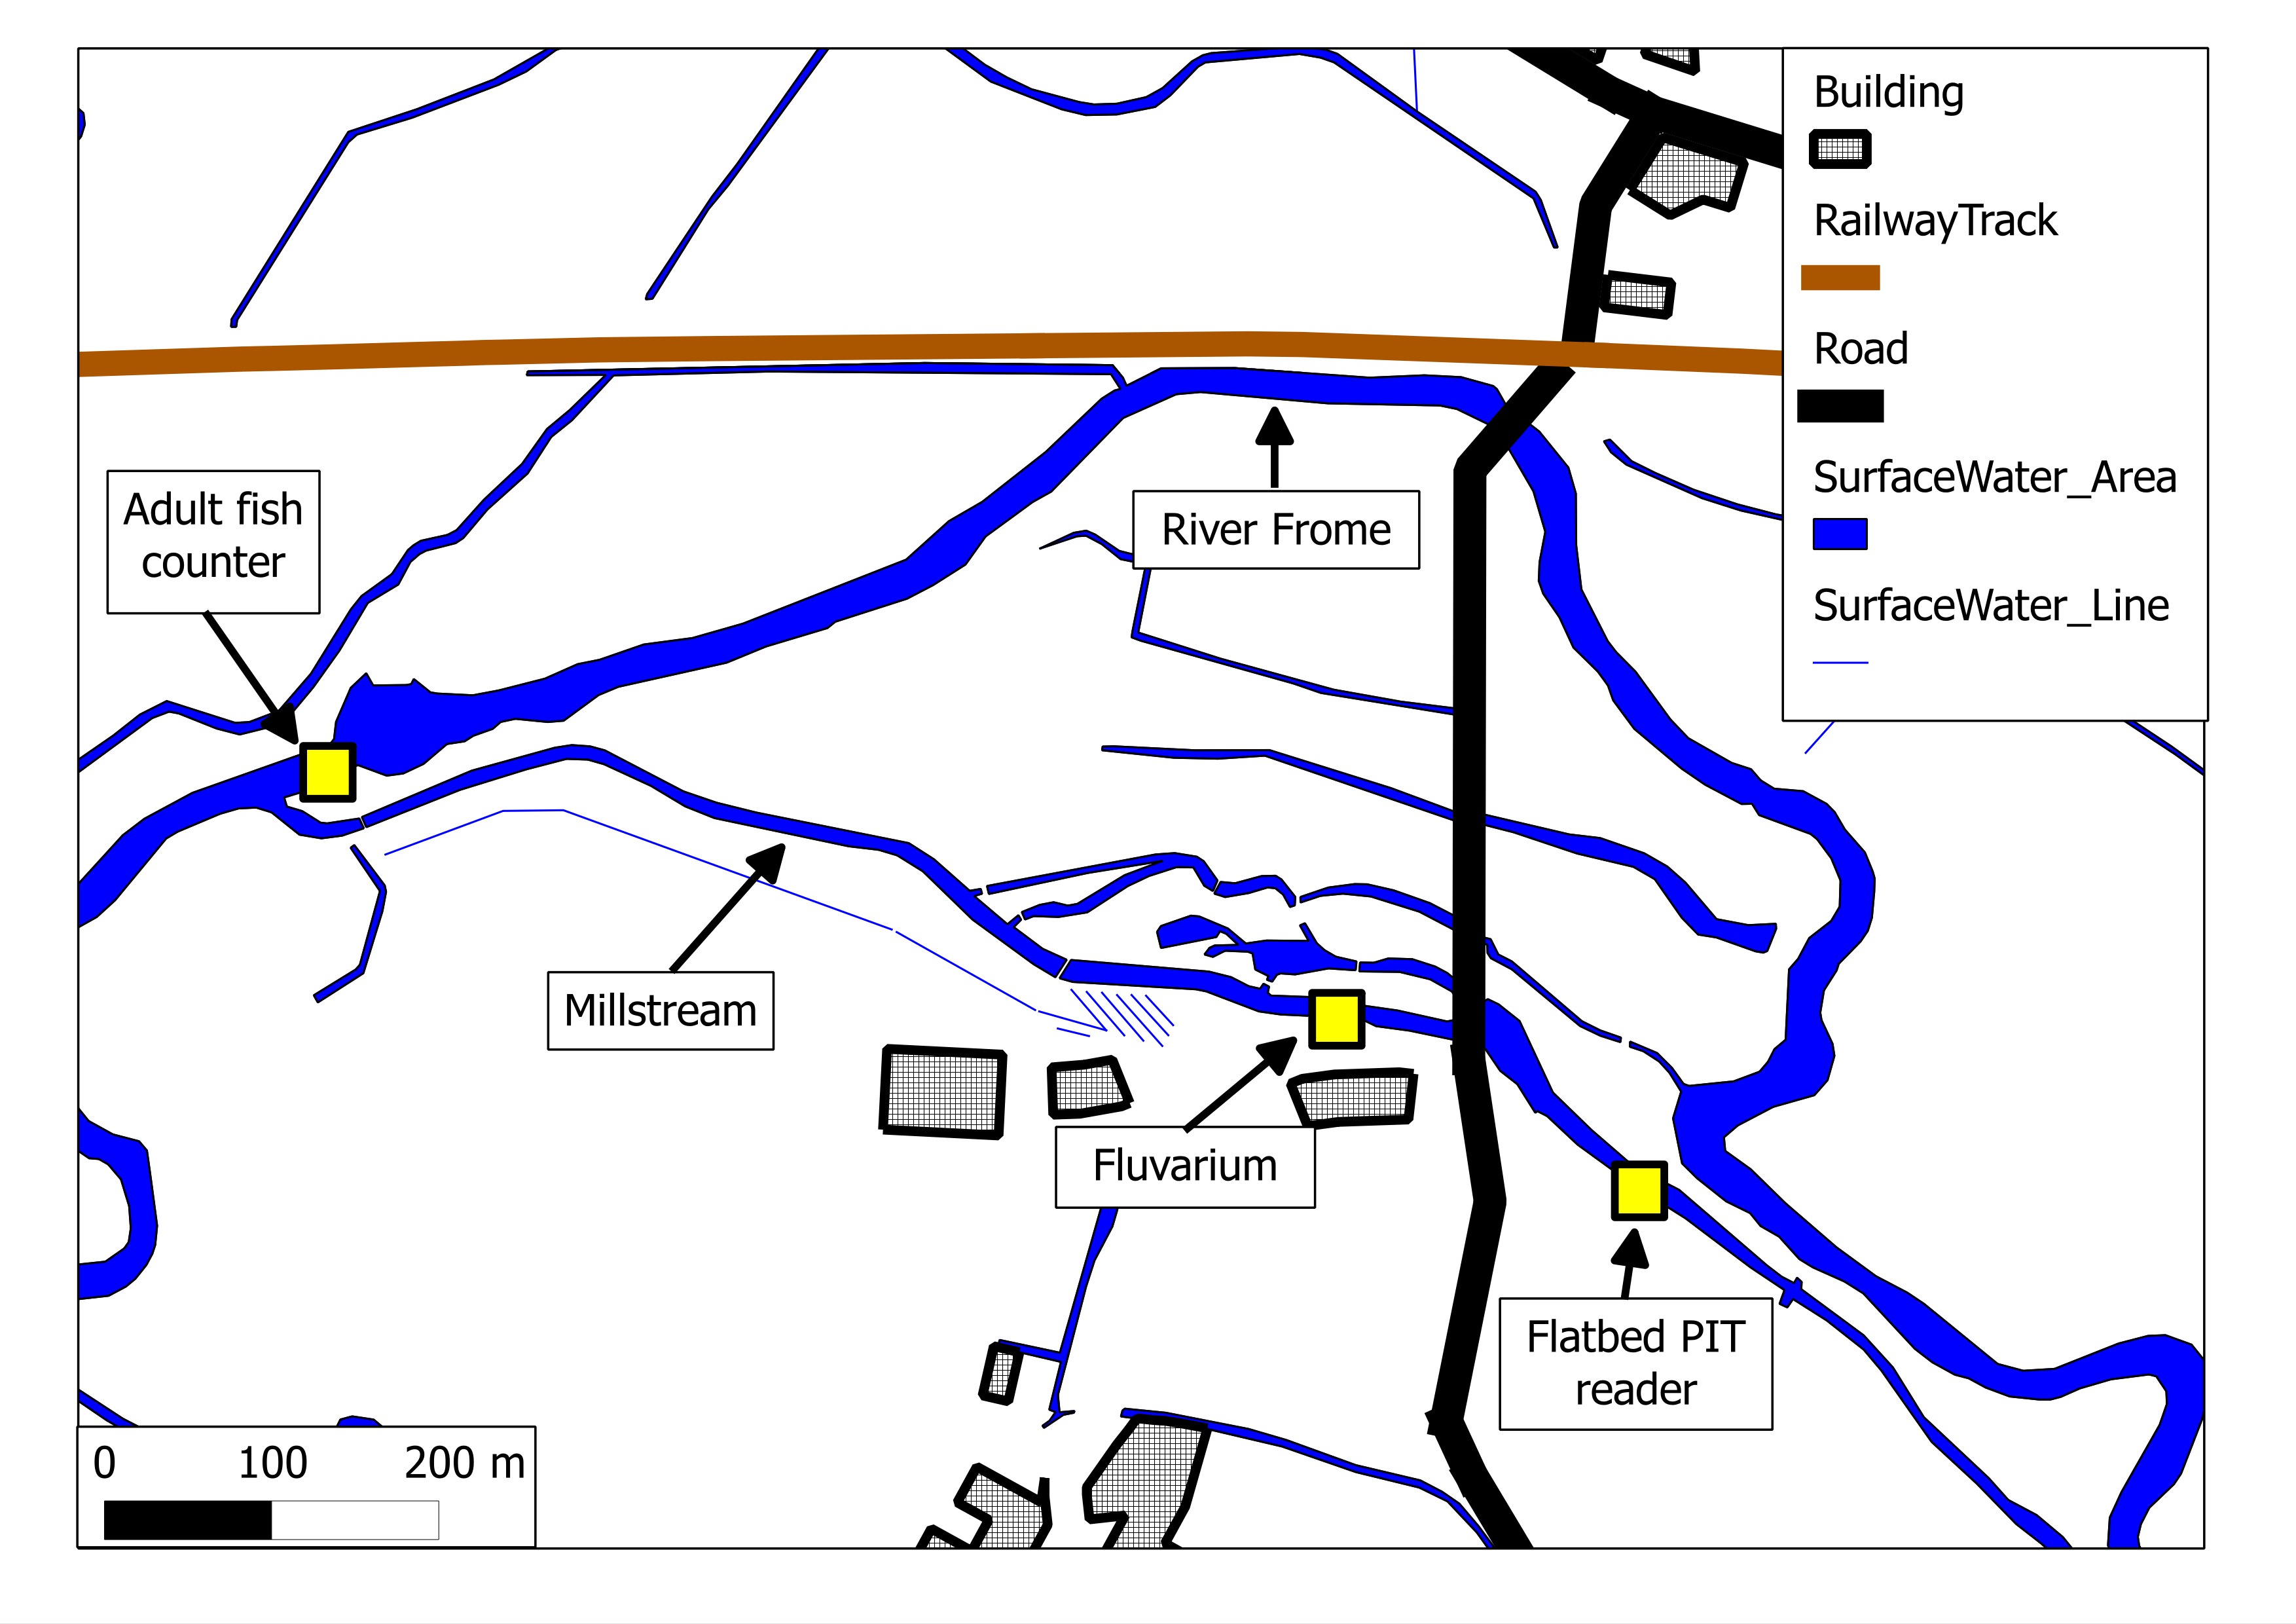 Building
RailwayTrack
Road
SurfaceWater_Area
SurfaceWater_Line
Adult fish
counter
River Frome
Millstream
Fluvarium
Flatbed PIT
reader
0 100 200 m